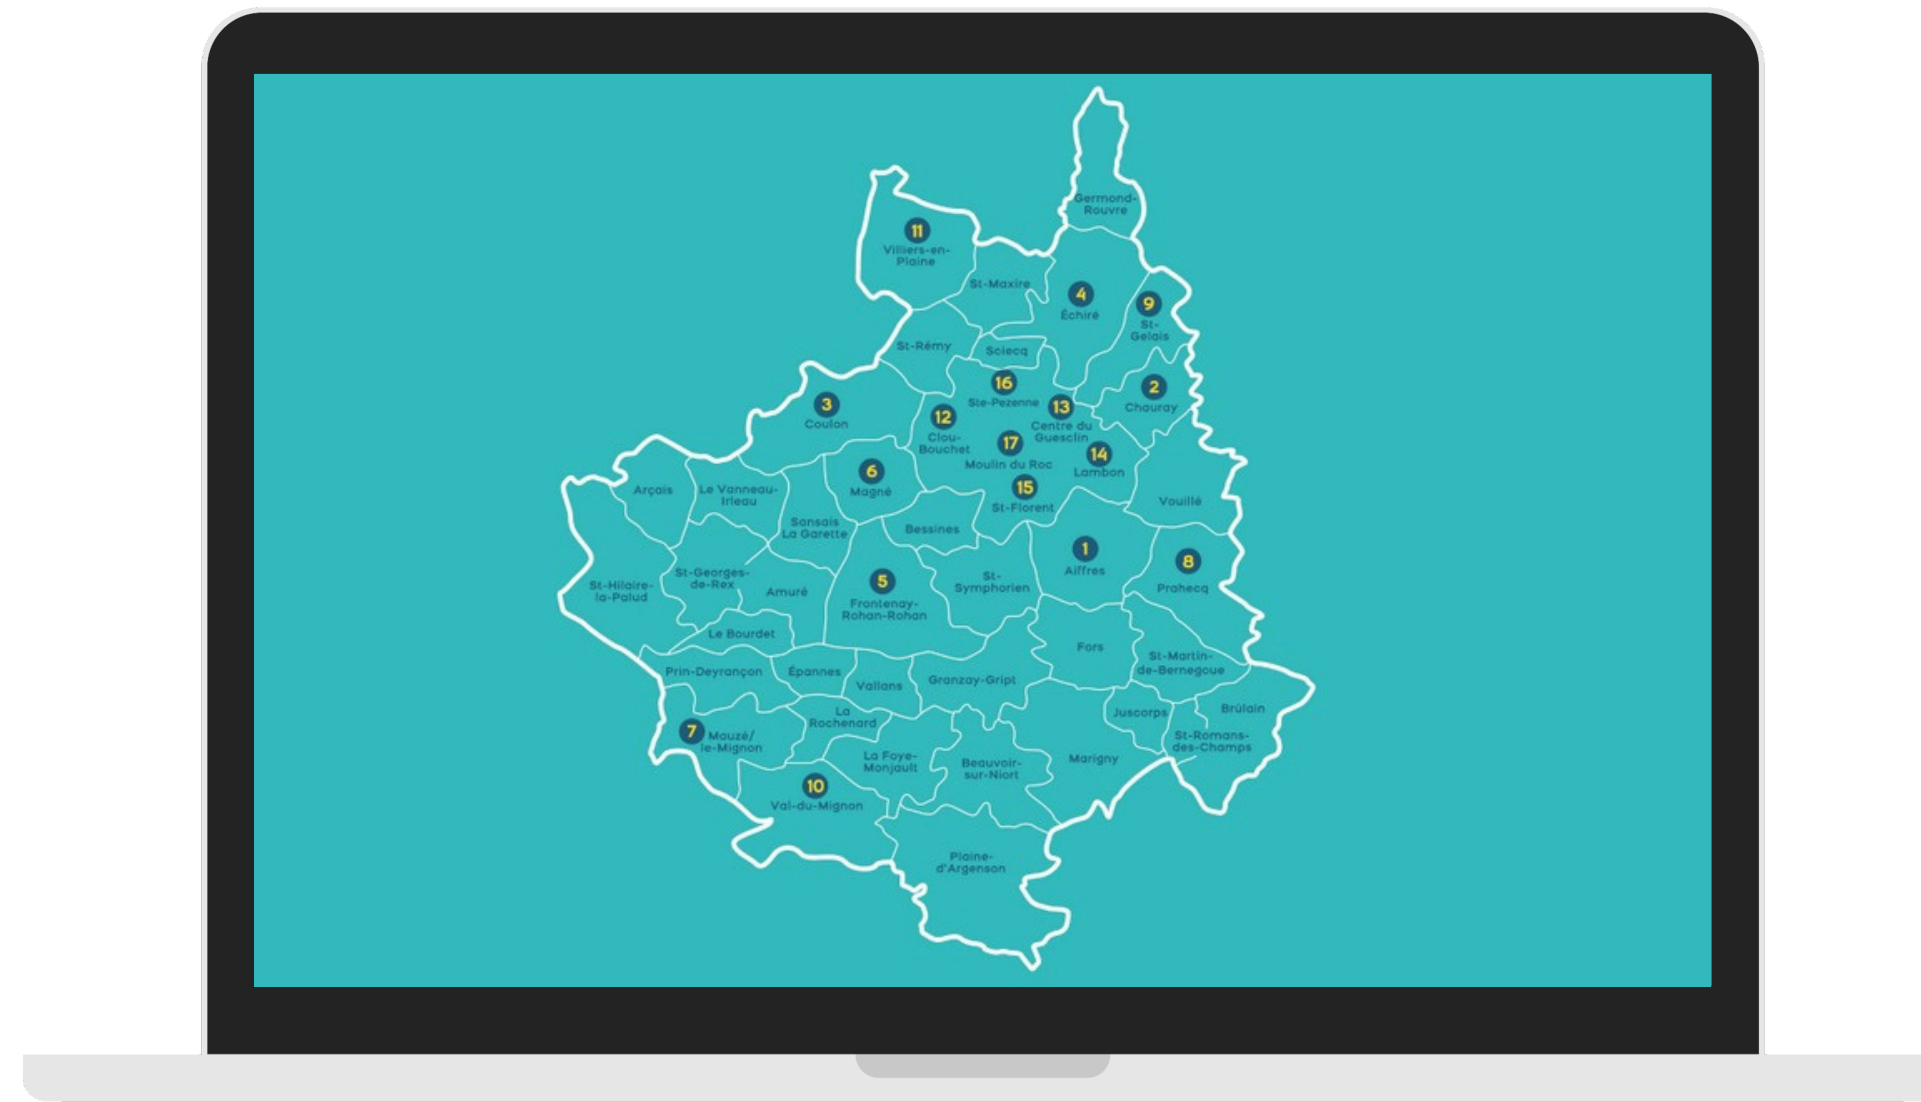 Germond-
Rouvre
11
Villiers-en-
Plaine
St-Maxire
4
Échiré
9
St-
Gelais
St-Rémy
Sciecq
16
Ste-Pezenne
2
Chauray
3
Coulon
12
Clou-
Bouchet
13
Centre du
Guesclin
17
Moulin du Roc
14
Lambon
6
Magné
15
St-Florent
Arçais
Le Vanneau-
Irleau
Vouillé
Sansais
La Garette
Bessines
1
Aiffres
8
Prahecq
St-Hilaire-
la-Palud
St-Georges-
de-Rex
Amuré
5
Frontenay-
Rohan-Rohan
St-
Symphorien
Le Bourdet
Fors
St-Martin-
de-Bernegoue
Prin-Deyrançon
Épannes
Vallans
Granzay-Gript
La
Rochenard
Juscorps
Brûlain
7
Mauzé/
le-Mignon
St-Romans-
des-Champs
La Foye-
Monjault
Beauvoir-
sur-Niort
Marigny
10
Val-du-Mignon
Plaine-
d'Argenson